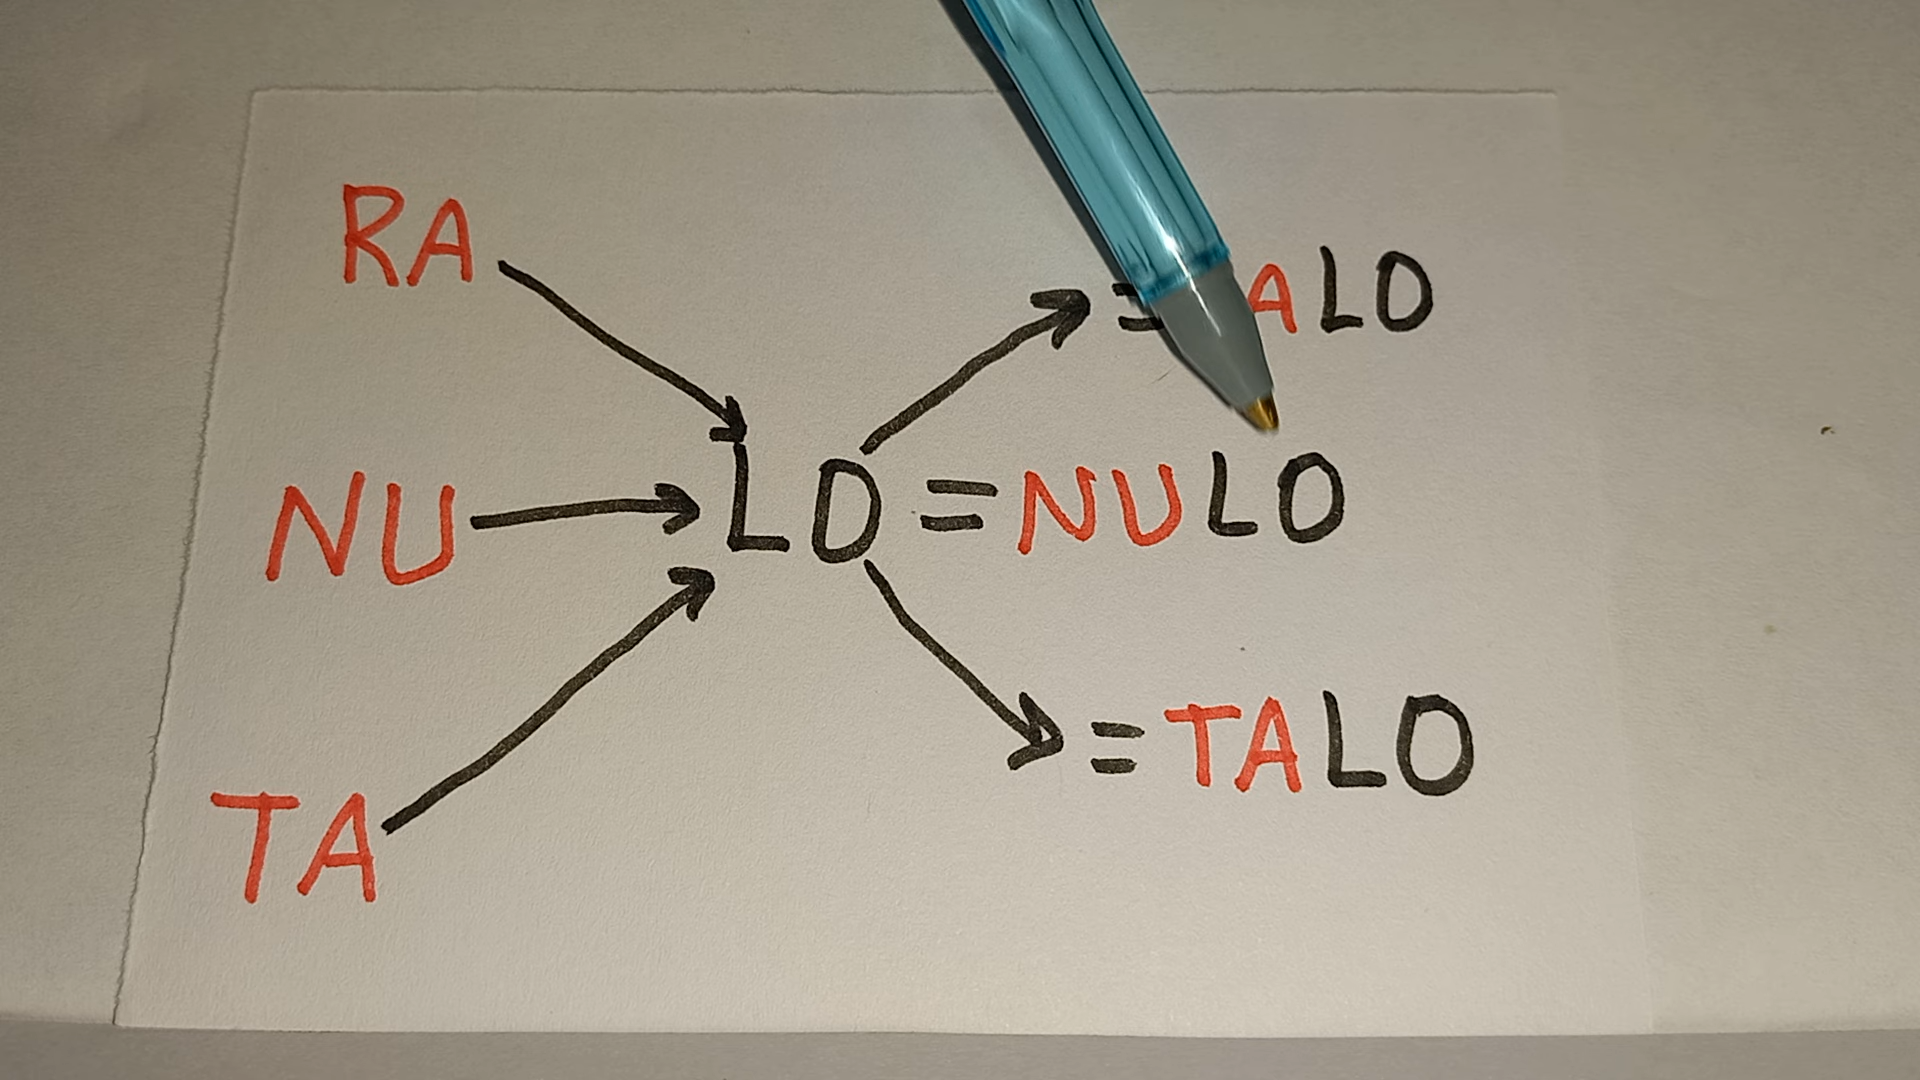 RA
= ALO
NU LO = NULO
TA
= TALO